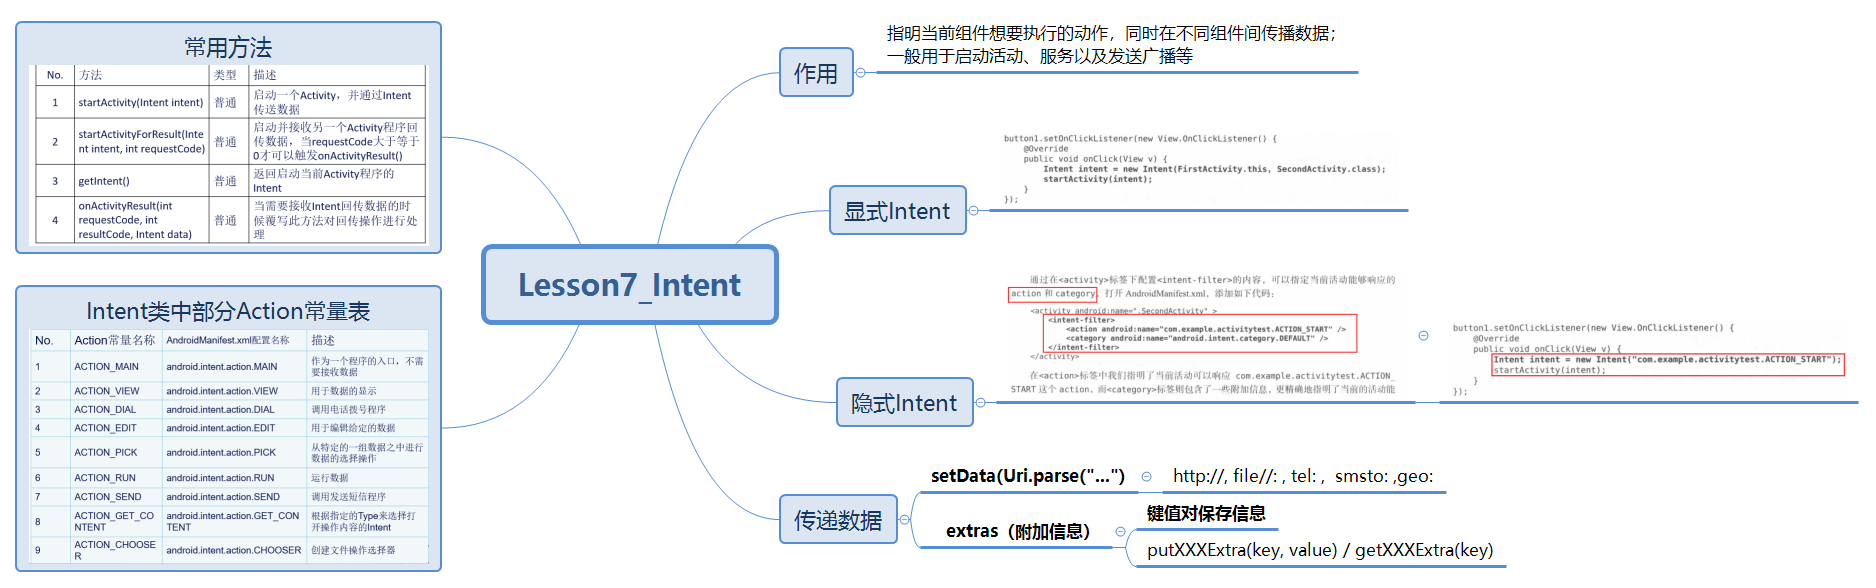 常用方法
No. 方法 类型 描述
1 startActivity(Intent intent) 普通 启动一个Activity，并通过Intent
传送数据
2 startActivityForResult(Inte
nt intent, int requestCode) 普通 启动并接收另一个Activity程序回
传数据，当requestCode大于等于
0才可以触发onActivityResult()
3 getIntent() 普通 返回启动当前Activity程序的
Intent
4 onActivityResult(int
requestCode, int
resultCode, Intent data) 普通 当需要接收Intent回传数据的时
候覆写此方法对回传操作进行处
理
Intent类中部分Action常量表
No. Action常量名称 AndroidManifest.xml配置名称 描述
1 ACTION_MAIN android.intent.action.MAIN 作为一个程序的入口，不需
要接收数据
2 ACTION_VIEW android.intent.action.VIEW 用于数据的显示
3 ACTION_DIAL android.intent.action.DIAL 调用电话拨号程序
4 ACTION_EDIT android.intent.action.EDIT 用于编辑给定的数据
5 ACTION_PICK android.intent.action.PICK 从特定的一组数据之中进行
数据的选择操作
6 ACTION_RUN android.intent.action.RUN 运行数据
7 ACTION_SEND android.intent.action.SEND 调用发送短信程序
8 ACTION_GET_CO
NTENT android.intent.action.GET_CON
TENT 根据指定的Type来选择打
开操作内容的Intent
9 ACTION_CHOOSE
R android.intent.action.CHOOSER 创建文件操作选择器
Lesson7_Intent
作用
指明当前组件想要执行的动作，同时在不同组件间传播数据；
一般用于启动活动、服务以及发送广播等
显式Intent
button1.setOnClickListener(new View.OnClickListener() {
@Override
public void onClick(View v) {
Intent intent = new Intent(FirstActivity.this, SecondActivity.class);
startActivity(intent);
}
});
隐式Intent
通过在<activity>标签下配置<intent-filter>的内容，可以指定当前活动能够响应的
action 和 category，打开 AndroidManifest.xml，添加如下代码：
<activity android:name=".SecondActivity" >
<intent-filter>
<action android:name="com.example.activitytest.ACTION_START" />
<category android:name="android.intent.category.DEFAULT" />
</intent-filter>
</activity>
在<action>标签中我们指明了当前活动可以响应 com.example.activitytest.ACTION_
START 这个 action，而<category>标签则包含了一些附加信息，更精确地指明了当前的活动能
button1.setOnClickListener(new View.OnClickListener() {
@Override
public void onClick(View v) {
Intent intent = new Intent("com.example.activitytest.ACTION_START");
startActivity(intent);
}
});
传递数据
setData(Uri.parse("...")
http://, file//: , tel: , smsto: ,geo:
extras（附加信息）
键值对保存信息
putXXXExtra(key, value) / getXXXExtra(key)